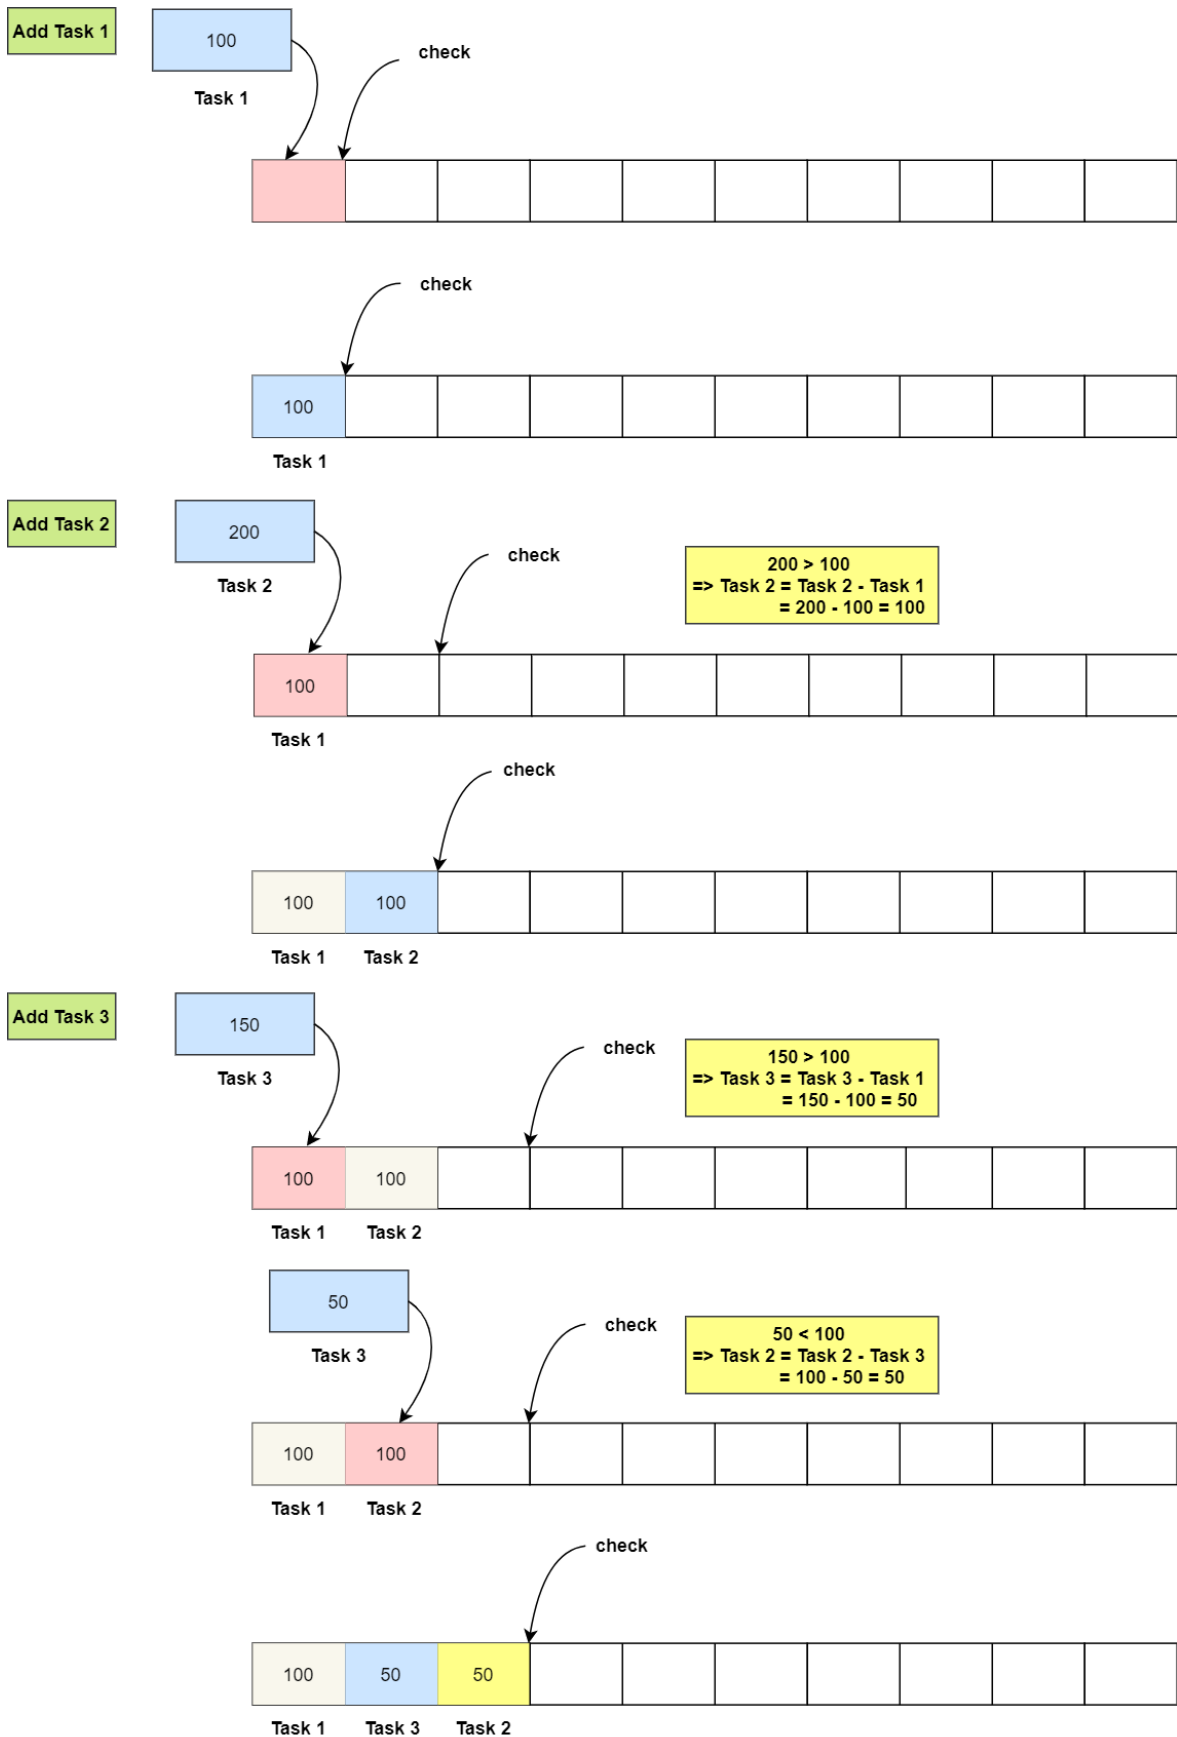 Add Task 1
100
Task 1
check
check
100
Task 1
Add Task 2
200
Task 2
check
200 > 100
=> Task 2 = Task 2 - Task 1
= 200 - 100 = 100
100
Task 1
check
100 100
Task 1 Task 2
Add Task 3
150
Task 3
check
150 > 100
=> Task 3 = Task 3 - Task 1
= 150 - 100 = 50
100 100
Task 1 Task 2
50
Task 3
check
50 < 100
=> Task 2 = Task 2 - Task 3
= 100 - 50 = 50
100 100
Task 1 Task 2
check
100 50 50
Task 1 Task 3 Task 2